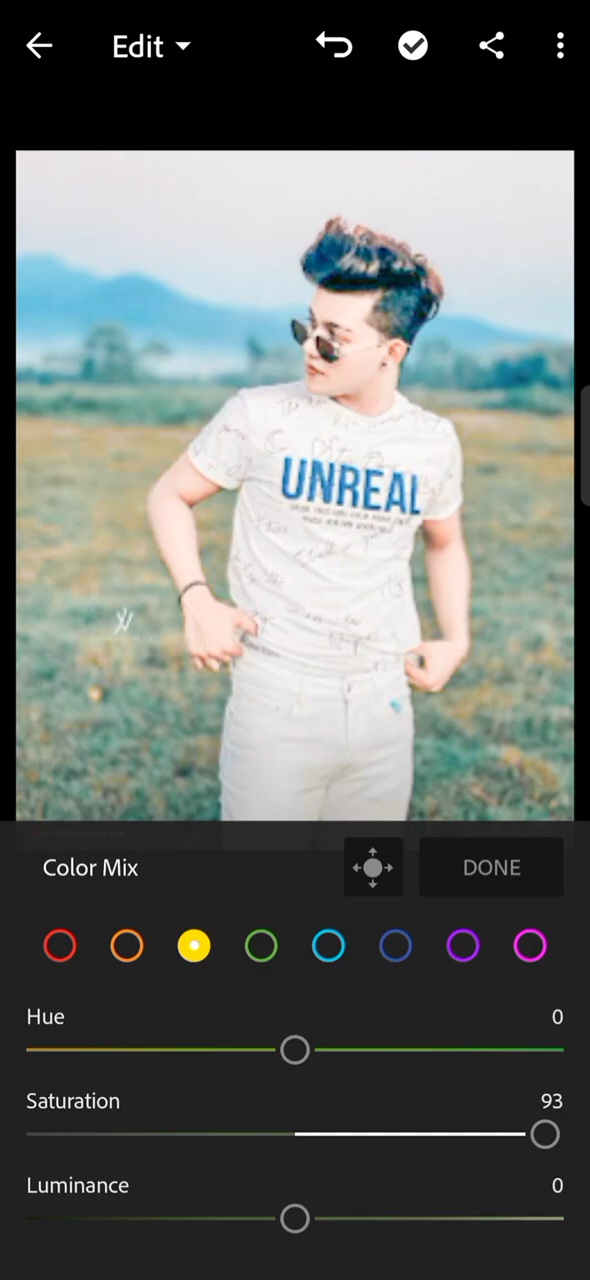 Edit
UNREAL
Color Mix
DONE
Hue
0
Saturation
93
Luminance
0